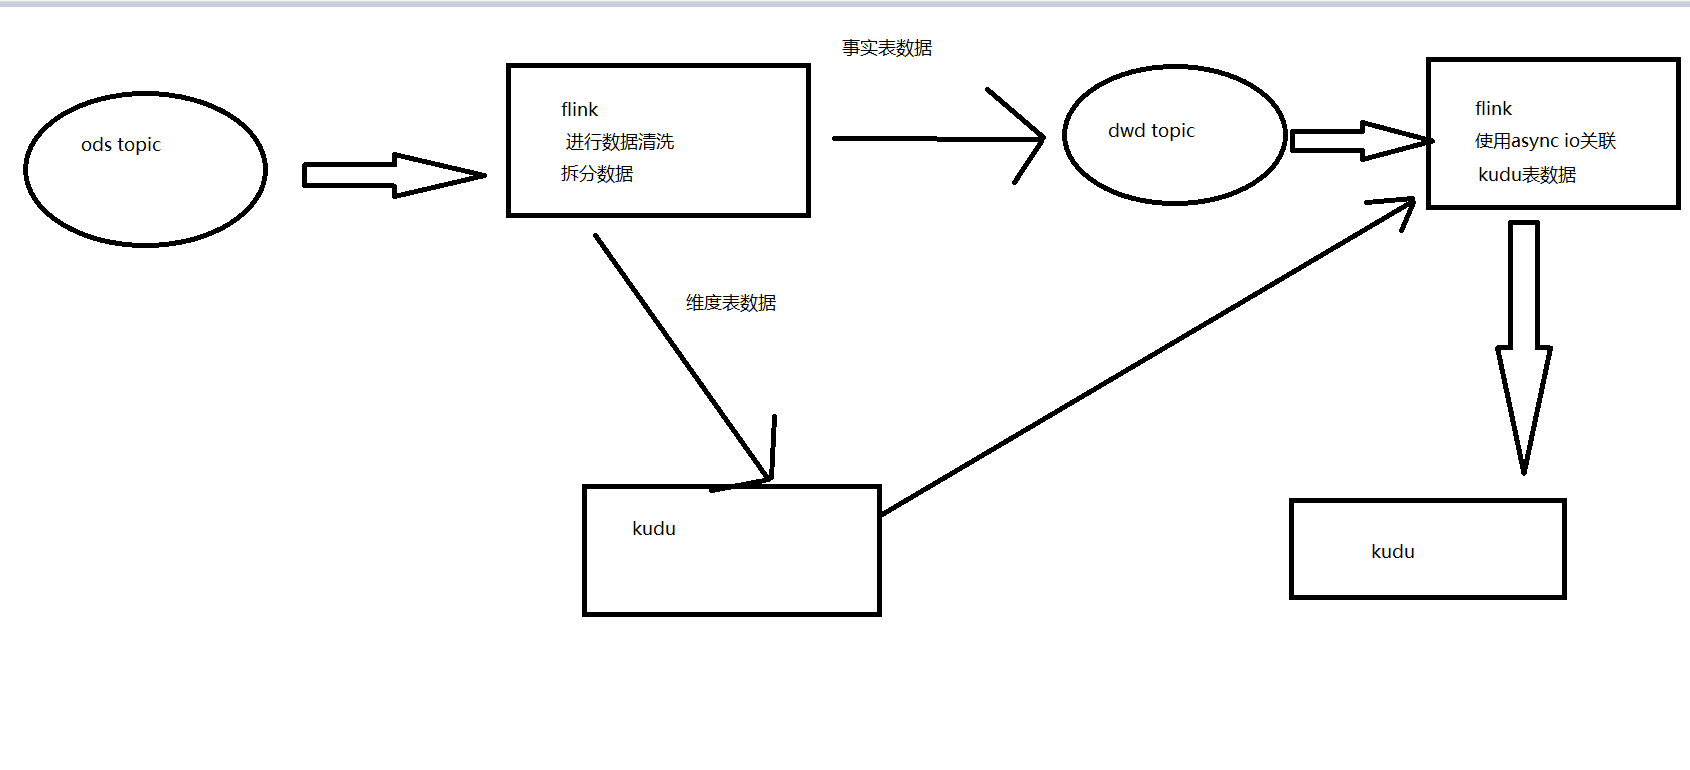 ods topic
flink
进行数据清洗
拆分数据
事实表数据
dwd topic
flink
使用async io关联
kudu表数据
维度表数据
kudu
kudu